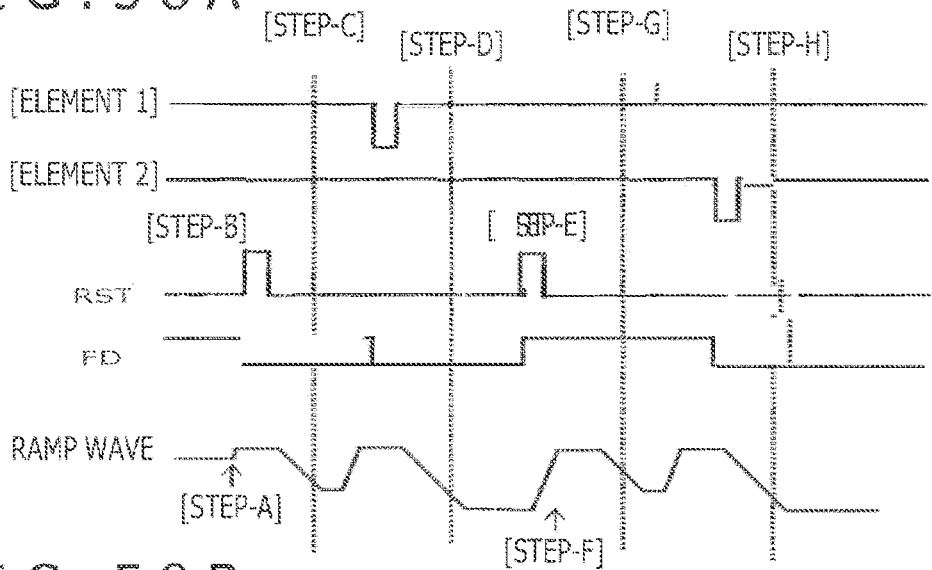 [STEP-C]
[STEP-D]
[STEP-G]
[STEP-H]
[ELEMENT 1]
[ELEMENT 2]
[STEP-B]
RST
FD
RAMP WAVE
[STEP-A]
[STEP-F]